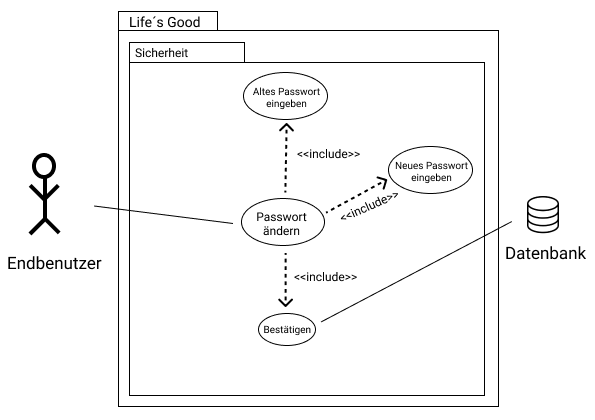 Life´s Good
Sicherheit
Altes Passwort
eingeben
<<include>>
Neues Passwort
eingeben
<<include>>
Passwort
ändern
Endbenutzer
Datenbank
<<include>>
Bestätigen